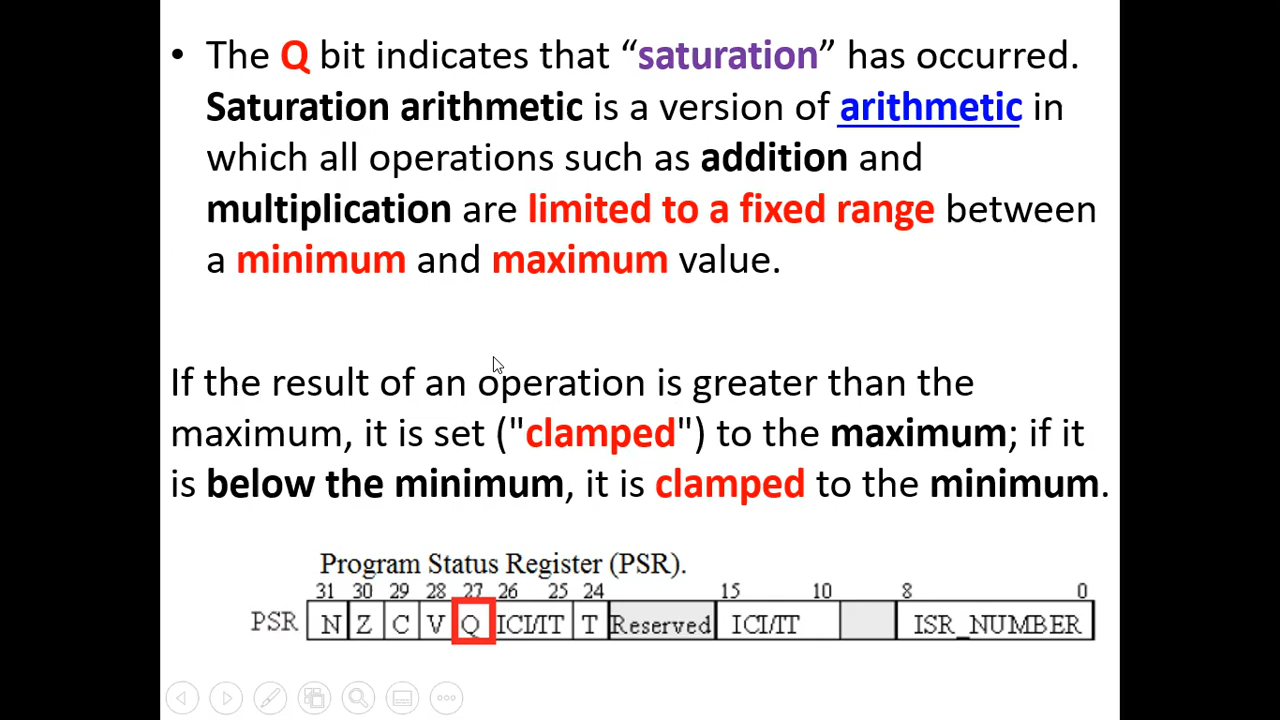 • The Q bit indicates that “saturation” has occurred.
Saturation arithmetic is a version of arithmetic in
which all operations such as addition and
multiplication are limited to a fixed range between
a minimum and maximum value.
If the result of an operation is greater than the
maximum, it is set ("clamped") to the maximum; if it
is below the minimum, it is clamped to the minimum.
Program Status Register (PSR).
31 30 29 28 27 26 25 24 15 10 8 0
PSR N Z C V Q ICI/IT T Reserved ICI/IT ISR_NUMBER